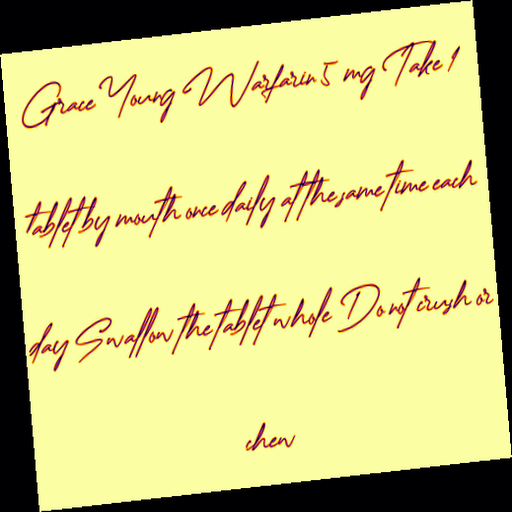 Grace Young Warfarin 5 mg Take 1
tablet by mouth once daily at the same time each
day Swallow the tablet whole Do not crush or
chew